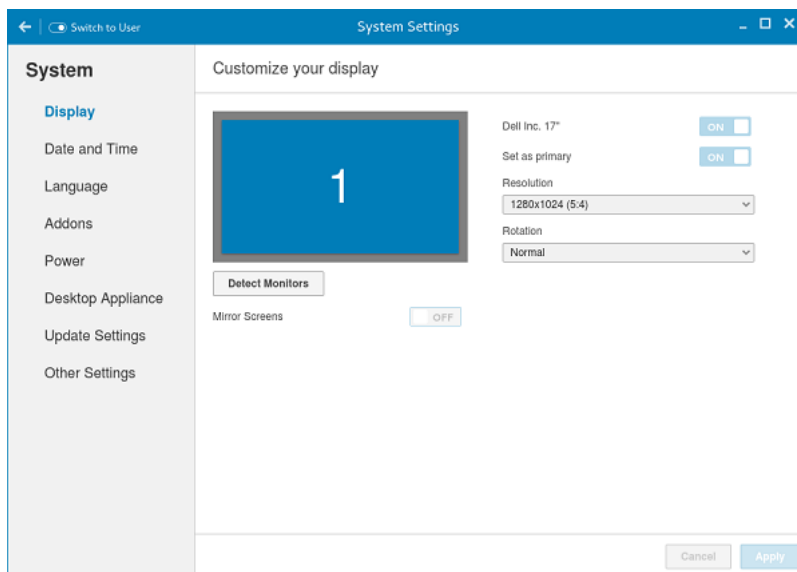 Switch to User
System Settings
System
Display
Date and Time
Language
Addons
Power
Desktop Appliance
Update Settings
Other Settings
Customize your display
1
Detect Monitors
Mirror Screens OFF
Dell Inc. 17" ON
Set as primary ON
Resolution
1280x1024 (5:4)
Rotation
Normal
Cancel
Apply